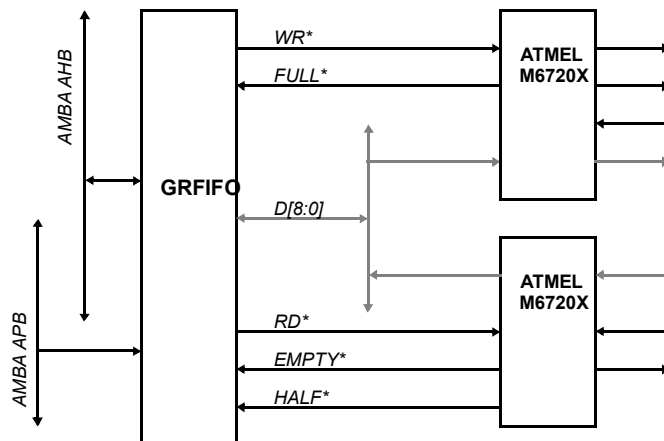 AMBA AHB
WR*
ATMEL
M6720X
FULL*
GRFIFO
D[8:0]
AMBA APB
ATMEL
M6720X
RD*
EMPTY*
HALF*